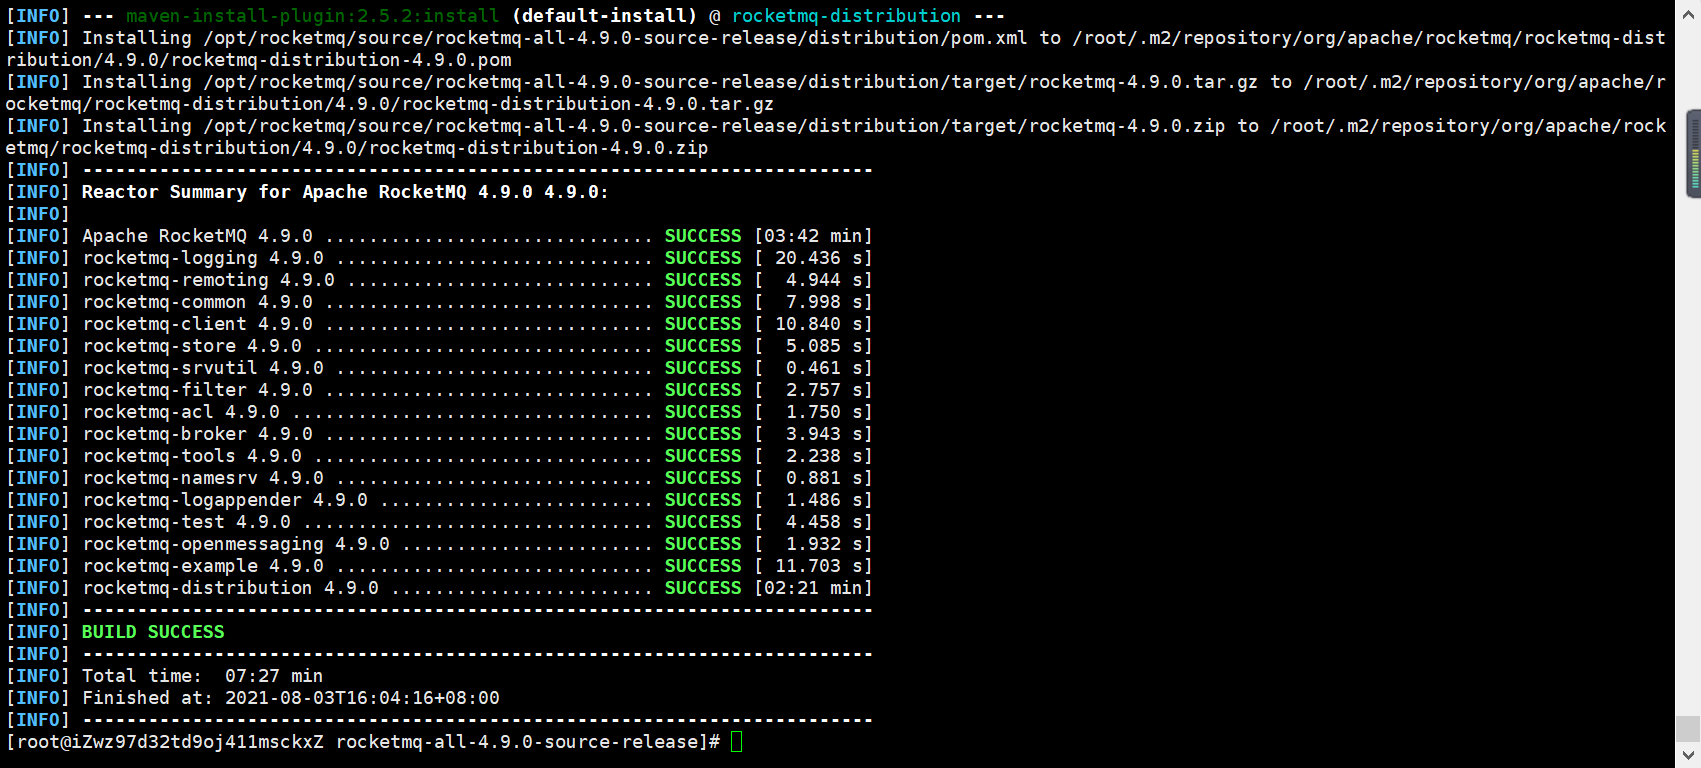 [INFO] --- maven-install-plugin:2.5.2:install (default-install) @ rocketmq-distribution ---
[INFO] Installing /opt/rocketmq/source/rocketmq-all-4.9.0-source-release/distribution/pom.xml to /root/.m2/repository/org/apache/rocketmq/rocketmq-dist
ribution/4.9.0/rocketmq-distribution-4.9.0.pom
[INFO] Installing /opt/rocketmq/source/rocketmq-all-4.9.0-source-release/distribution/target/rocketmq-4.9.0.tar.gz to /root/.m2/repository/org/apache/r
ocketmq/rocketmq-distribution/4.9.0/rocketmq-distribution-4.9.0.tar.gz
[INFO] Installing /opt/rocketmq/source/rocketmq-all-4.9.0-source-release/distribution/target/rocketmq-4.9.0.zip to /root/.m2/repository/org/apache/rock
etmq/rocketmq-distribution/4.9.0/rocketmq-distribution-4.9.0.zip
[INFO] ------------------------------------------------------------------------
[INFO] Reactor Summary for Apache RocketMQ 4.9.0 4.9.0:
[INFO]
[INFO] Apache RocketMQ 4.9.0 .............................. SUCCESS [03:42 min]
[INFO] rocketmq-logging 4.9.0 ............................. SUCCESS [ 20.436 s]
[INFO] rocketmq-remoting 4.9.0 ............................ SUCCESS [  4.944 s]
[INFO] rocketmq-common 4.9.0 .............................. SUCCESS [  7.998 s]
[INFO] rocketmq-client 4.9.0 .............................. SUCCESS [ 10.840 s]
[INFO] rocketmq-store 4.9.0 ............................... SUCCESS [  5.085 s]
[INFO] rocketmq-srvutil 4.9.0 ............................. SUCCESS [  0.461 s]
[INFO] rocketmq-filter 4.9.0 .............................. SUCCESS [  2.757 s]
[INFO] rocketmq-acl 4.9.0 ................................. SUCCESS [  1.750 s]
[INFO] rocketmq-broker 4.9.0 .............................. SUCCESS [  3.943 s]
[INFO] rocketmq-tools 4.9.0 ............................... SUCCESS [  2.238 s]
[INFO] rocketmq-namesrv 4.9.0 ............................. SUCCESS [  0.881 s]
[INFO] rocketmq-logappender 4.9.0 ......................... SUCCESS [  1.486 s]
[INFO] rocketmq-test 4.9.0 ................................ SUCCESS [  4.458 s]
[INFO] rocketmq-openmessaging 4.9.0 ....................... SUCCESS [  1.932 s]
[INFO] rocketmq-example 4.9.0 ............................. SUCCESS [ 11.703 s]
[INFO] rocketmq-distribution 4.9.0 ........................ SUCCESS [02:21 min]
[INFO] ------------------------------------------------------------------------
[INFO] BUILD SUCCESS
[INFO] ------------------------------------------------------------------------
[INFO] Total time:  07:27 min
[INFO] Finished at: 2021-08-03T16:04:16+08:00
[INFO] ------------------------------------------------------------------------
[root@iZwz97d32td9oj411msckxZ rocketmq-all-4.9.0-source-release]#